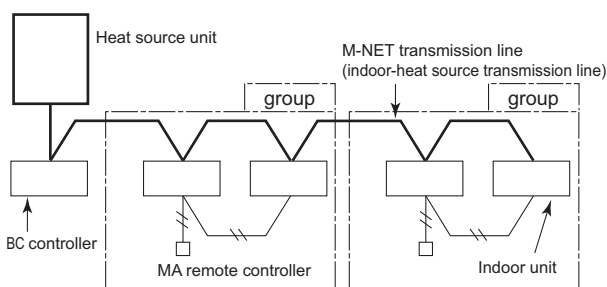 Heat source unit
M-NET transmission line
(indoor-heat source transmission line)
group
group
BC controller
MA remote controller
Indoor unit